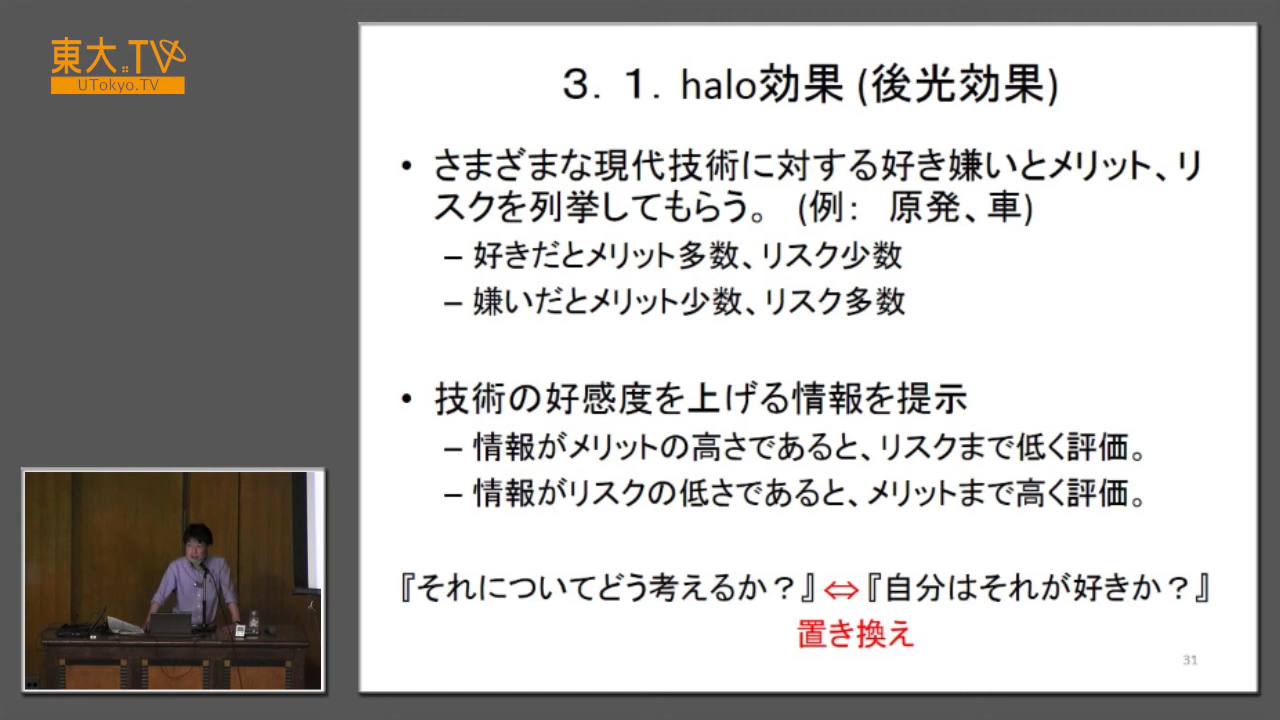 東大.TV
UTokyo.TV
３．１．halo効果 (後光効果)
• さまざまな現代技術に対する好き嫌いとメリット、リ
スクを列挙してもらう。 (例： 原発、車)
– 好きだとメリット多数、リスク少数
– 嫌いだとメリット少数、リスク多数
• 技術の好感度を上げる情報を提示
– 情報がメリットの高さであると、リスクまで低く評価。
– 情報がリスクの低さであると、メリットまで高く評価。
『それについてどう考えるか？』⇔『自分はそれが好きか？』
置き換え
31